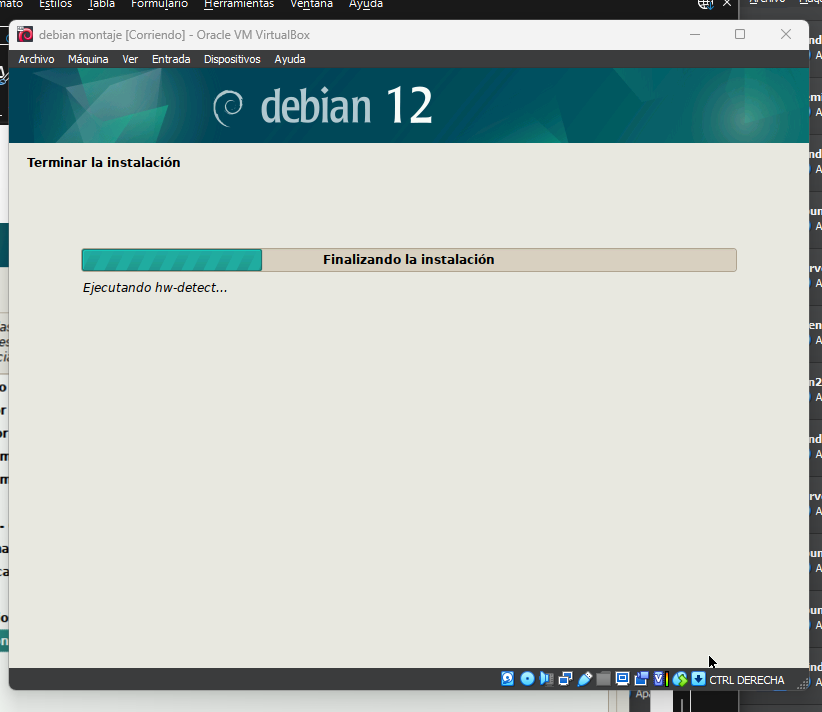 Estilos Tabla Formulario Herramientas Ventana Ayuda
debian montaje [Corriendo] - Oracle VM VirtualBox
Archivo Máquina Ver Entrada Dispositivos Ayuda
debian 12
Terminar la instalación
Finalizando la instalación
Ejecutando hw-detect...
CTRL DERECHA